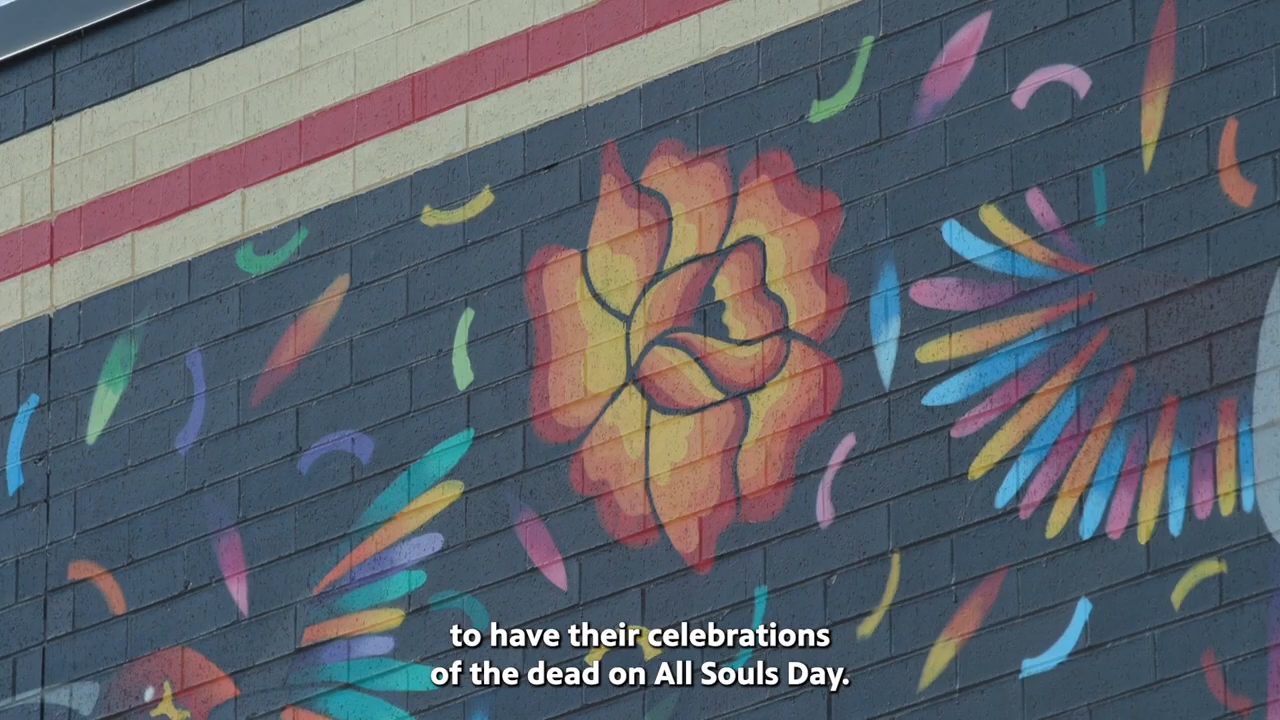 to have their celebrations
of the dead on All Souls Day.